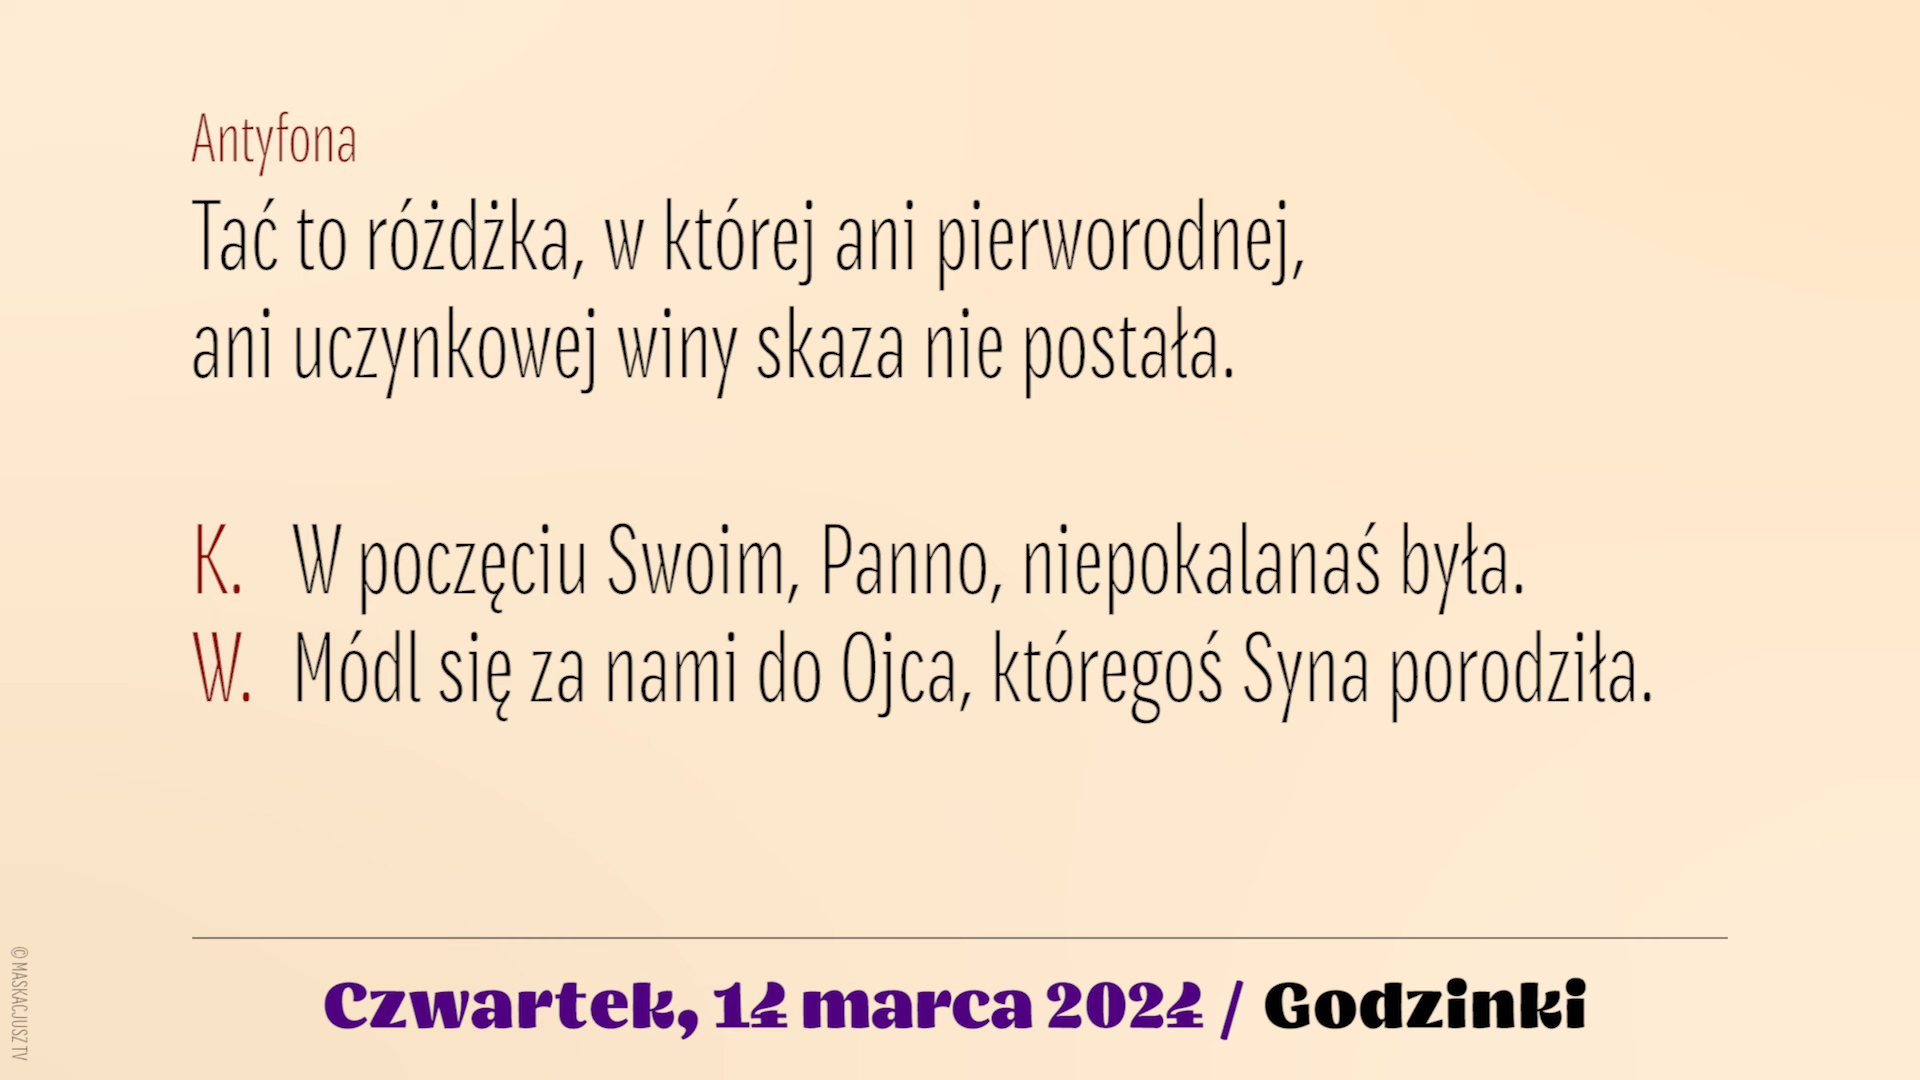 Antyfona
Tać to różdżka, w której ani pierworodnej,
ani uczynkowej winy skaza nie postała.
K. W poczęciu Swoim, Panno, niepokalanaś była.
W. Módl się za nami do Ojca, któregoś Syna porodziła.
Czwartek, 14 marca 2024 / Godzinki
© MASKACJUSZ TV